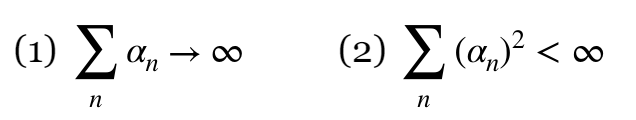 (1) ∑ₙ αₙ → ∞ (2) ∑ₙ (αₙ)² < ∞